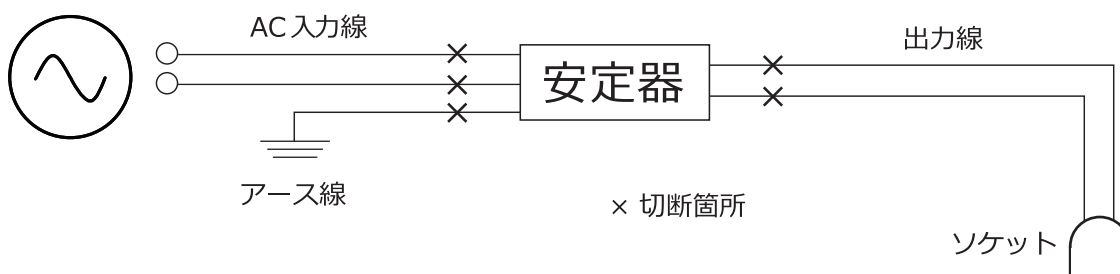 AC入力線
出力線
安定器
アース線
× 切断箇所
ソケット